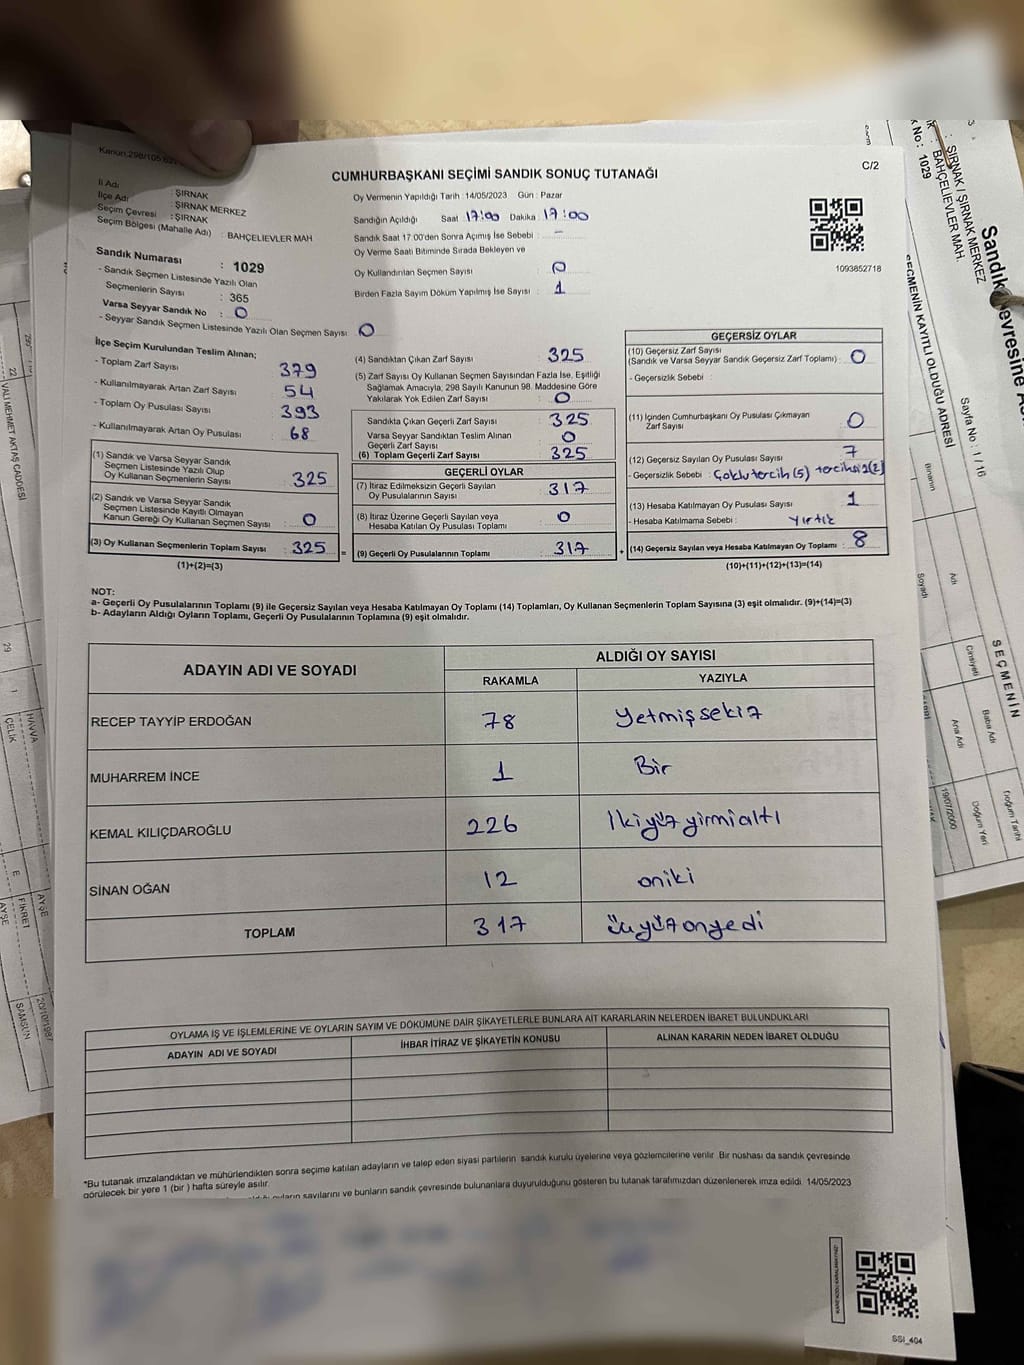 CUMHURBAŞKANI SEÇİMİ SANDIK SONUÇ TUTANAĞI
C/2
İl Adı : ŞIRNAK
İlçe Adı : ŞIRNAK MERKEZ
Seçim Çevresi : ŞIRNAK
Seçim Bölgesi (Mahalle Adı) : BAHÇELİEVLER MAH
Sandık Numarası : 1029
- Sandık Seçmen Listesinde Yazılı Olan
Seçmenlerin Sayısı : 365
Varsa Seyyar Sandık No : 0
- Seyyar Sandık Seçmen Listesinde Yazılı Olan Seçmen Sayısı : 0
Oy Vermenin Yapıldığı Tarih : 14/05/2023 Gün : Pazar
Sandığın Açıldığı Saat 17:00 Dakika 17:00
Sandık Saat 17.00'den Sonra Açımış İse Sebebi : -
Oy Verme Saati Bitiminde Sırada Bekleyen ve
Oy Kullandırılan Seçmen Sayısı : 0
Birden Fazla Sayım Döküm Yapılmış İse Sayısı : 1
1093852718
İlçe Seçim Kurulundan Teslim Alınan;
- Toplam Zarf Sayısı 379
- Kullanılmayarak Artan Zarf Sayısı 54
- Toplam Oy Pusulası Sayısı 393
- Kullanılmayarak Artan Oy Pusulası 68
(1) Sandık ve Varsa Seyyar Sandık
Seçmen Listesinde Yazılı Olup
Oy Kullanan Seçmenlerin Sayısı : 325
(2) Sandık ve Varsa Seyyar Sandık
Seçmen Listesinde Kayıtlı Olmayan
Kanun Gereği Oy Kullanan Seçmen Sayısı : 0
(3) Oy Kullanan Seçmenlerin Toplam Sayısı : 325 =
(1)+(2)=(3)
(4) Sandıktan Çıkan Zarf Sayısı : 325
(5) Zarf Sayısı Oy Kullanan Seçmen Sayısından Fazla İse, Eşitliği
Sağlamak Amacıyla, 298 Sayılı Kanunun 98. Maddesine Göre
Yakılarak Yok Edilen Zarf Sayısı : 0
Sandıkta Çıkan Geçerli Zarf Sayısı : 325
Varsa Seyyar Sandıktan Teslim Alınan
Geçerli Zarf Sayısı : 0
(6) Toplam Geçerli Zarf Sayısı : 325
GEÇERLİ OYLAR
(7) İtiraz Edilmeksizin Geçerli Sayılan
Oy Pusulalarının Sayısı : 317
(8) İtiraz Üzerine Geçerli Sayılan veya
Hesaba Katılan Oy Pusulası Toplamı : 0
(9) Geçerli Oy Pusulalarının Toplamı : 317 +
GEÇERSİZ OYLAR
(10) Geçersiz Zarf Sayısı
(Sandık ve Varsa Seyyar Sandık Geçersiz Zarf Toplamı) : 0
- Geçersizlik Sebebi :
(11) İçinden Cumhurbaşkanı Oy Pusulası Çıkmayan
Zarf Sayısı : 0
(12) Geçersiz Sayılan Oy Pusulası Sayısı : 7
- Geçersizlik Sebebi : Çoklu tercih (5) tercihsiz (2)
(13) Hesaba Katılmayan Oy Pusulası Sayısı : 1
- Hesaba Katılmama Sebebi : yırtık
(14) Geçersiz Sayılan veya Hesaba Katılmayan Oy Toplamı : 8
(10)+(11)+(12)+(13)=(14)
NOT:
a- Geçerli Oy Pusulalarının Toplamı (9) ile Geçersiz Sayılan veya Hesaba Katılmayan Oy Toplamı (14) Toplamları, Oy Kullanan Seçmenlerin Toplam Sayısına (3) eşit olmalıdır. (9)+(14)=(3)
b- Adayların Aldığı Oyların Toplamı, Geçerli Oy Pusulalarının Toplamına (9) eşit olmalıdır.
ADAYIN ADI VE SOYADI
ALDIĞI OY SAYISI
RAKAMLA YAZIYLA
RECEP TAYYİP ERDOĞAN 78 Yetmişsekiz
MUHARREM İNCE 1 Bir
KEMAL KILIÇDAROĞLU 226 İkiyüzyirmialtı
SİNAN OĞAN 12 oniki
TOPLAM 317 üçyüzonyedi
OYLAMA İŞ VE İŞLEMLERİNE VE OYLARIN SAYIM VE DÖKÜMÜNE DAİR ŞİKAYETLERLE BUNLARA AİT KARARLARIN NELERDEN İBARET BULUNDUKLARI
ADAYIN ADI VE SOYADI
İHBAR İTİRAZ VE ŞİKAYETİN KONUSU
ALINAN KARARIN NEDEN İBARET OLDUĞU
*Bu tutanak imzalandıktan ve mühürlendikten sonra seçime katılan adayların ve talep eden siyasi partilerin sandık kurulu üyelerine veya gözlemcilerine verilir. Bir nüshası da sandık çevresinde
görülecek bir yere 1 (bir) hafta süreyle asılır.
oyların sayılarını ve bunların sandık çevresinde bulunanlara duyurulduğunu gösteren bu tutanak tarafımızdan düzenlenerek imza edildi. 14/05/2023
SSI_404
: ŞIRNAK / ŞIRNAK MERKEZ
: BAHÇELİEVLER MAH.
No : 1029
Sayfa No : 1 / 16
SEÇMENİN KAYITLI OLDUĞU ADRESİ
SEÇMENİN
Binanın
Adı
Soyadı
Cinsiyeti
Baba Adı
Ana Adı
Doğum Tarihi
Doğum Yeri
19/07/2000
VALİ MEHMET AKTAŞ CADDESİ
22
29
1
HAVVA
ÇELİK
E
FİKRET
AYŞE
AYŞE
SAMSUN